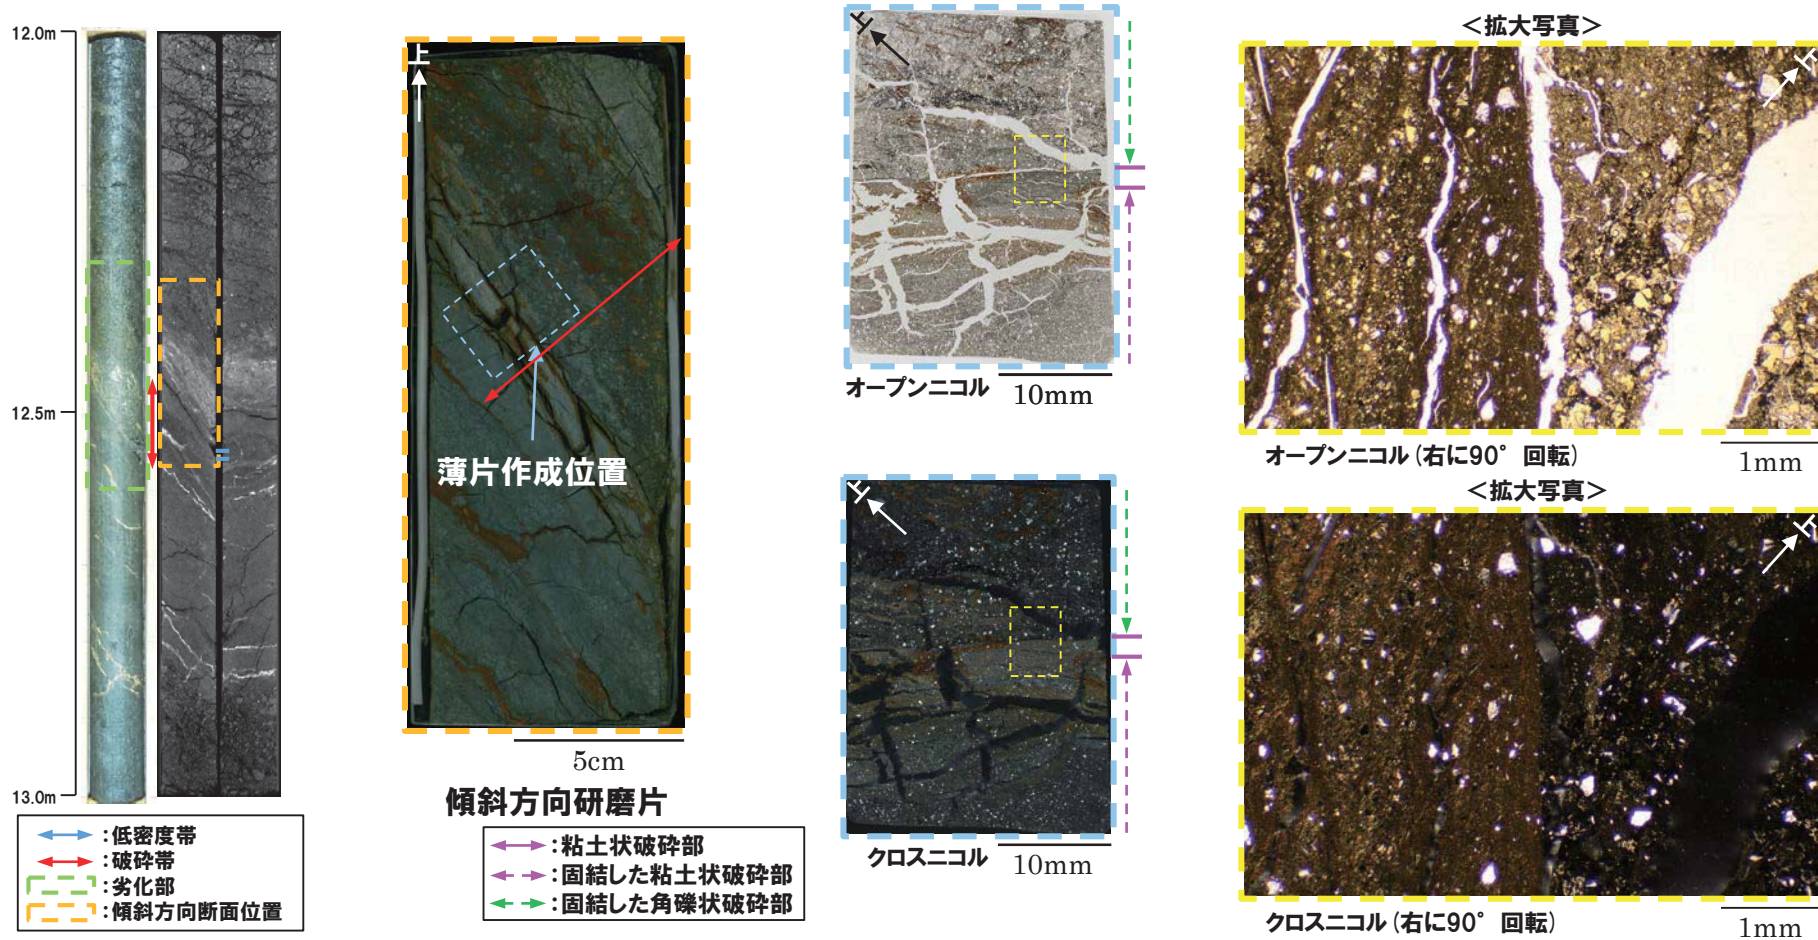 12.0m
12.5m
13.0m
:低密度帯
:破砕帯
:劣化部
:傾斜方向断面位置
上
薄片作成位置
5cm
傾斜方向研磨片
:粘土状破砕部
:固結した粘土状破砕部
:固結した角礫状破砕部
上
オープンニコル
10mm
上
クロスニコル
10mm
<拡大写真>
上
オープンニコル (右に90° 回転)
1mm
<拡大写真>
上
クロスニコル (右に90° 回転)
1mm